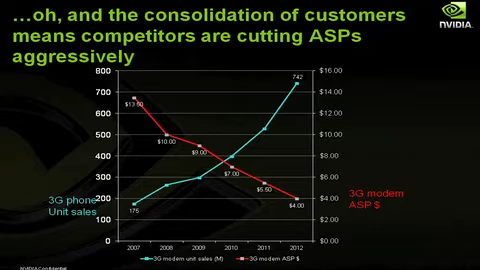 …oh, and the consolidation of customers
means competitors are cutting ASPs
aggressively
NVIDIA.
800
700
600
500
400
300
200
100
0
3G phone
Unit sales
$16.00
$14.00
$12.00
$10.00
$8.00
$6.00
$4.00
$2.00
$0.00
3G modem
ASP $
742
$13.50
$10.00
$9.00
$7.00
$5.50
$4.00
175
2007 2008 2009 2010 2011 2012
3G modem unit sales (M) 3G modem ASP $
NVIDIA Confidential